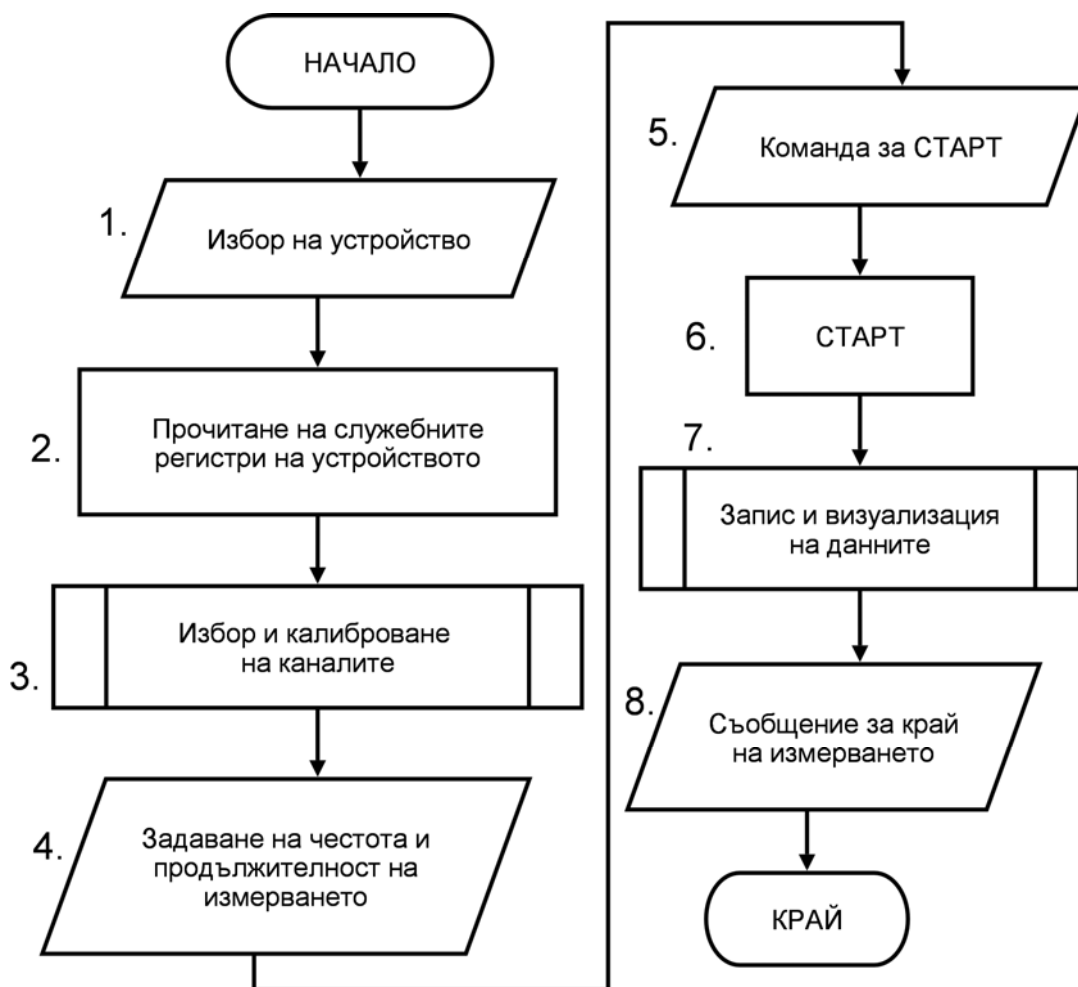 НАЧАЛО
1.
Избор на устройство
2.
Прочитане на служебните
регистри на устройството
3.
Избор и калиброване
на каналите
4.
Задаване на честота и
продължителност на
измерването
5.
Команда за СТАРТ
6.
СТАРТ
7.
Запис и визуализация
на данните
8.
Съобщение за край
на измерването
КРАЙ